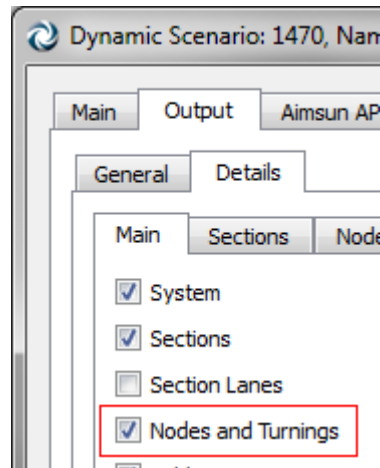 Dynamic Scenario: 1470, Nam
Main Output Aimsun AP
General Details
Main Sections Node
System
Sections
Section Lanes
Nodes and Turnings